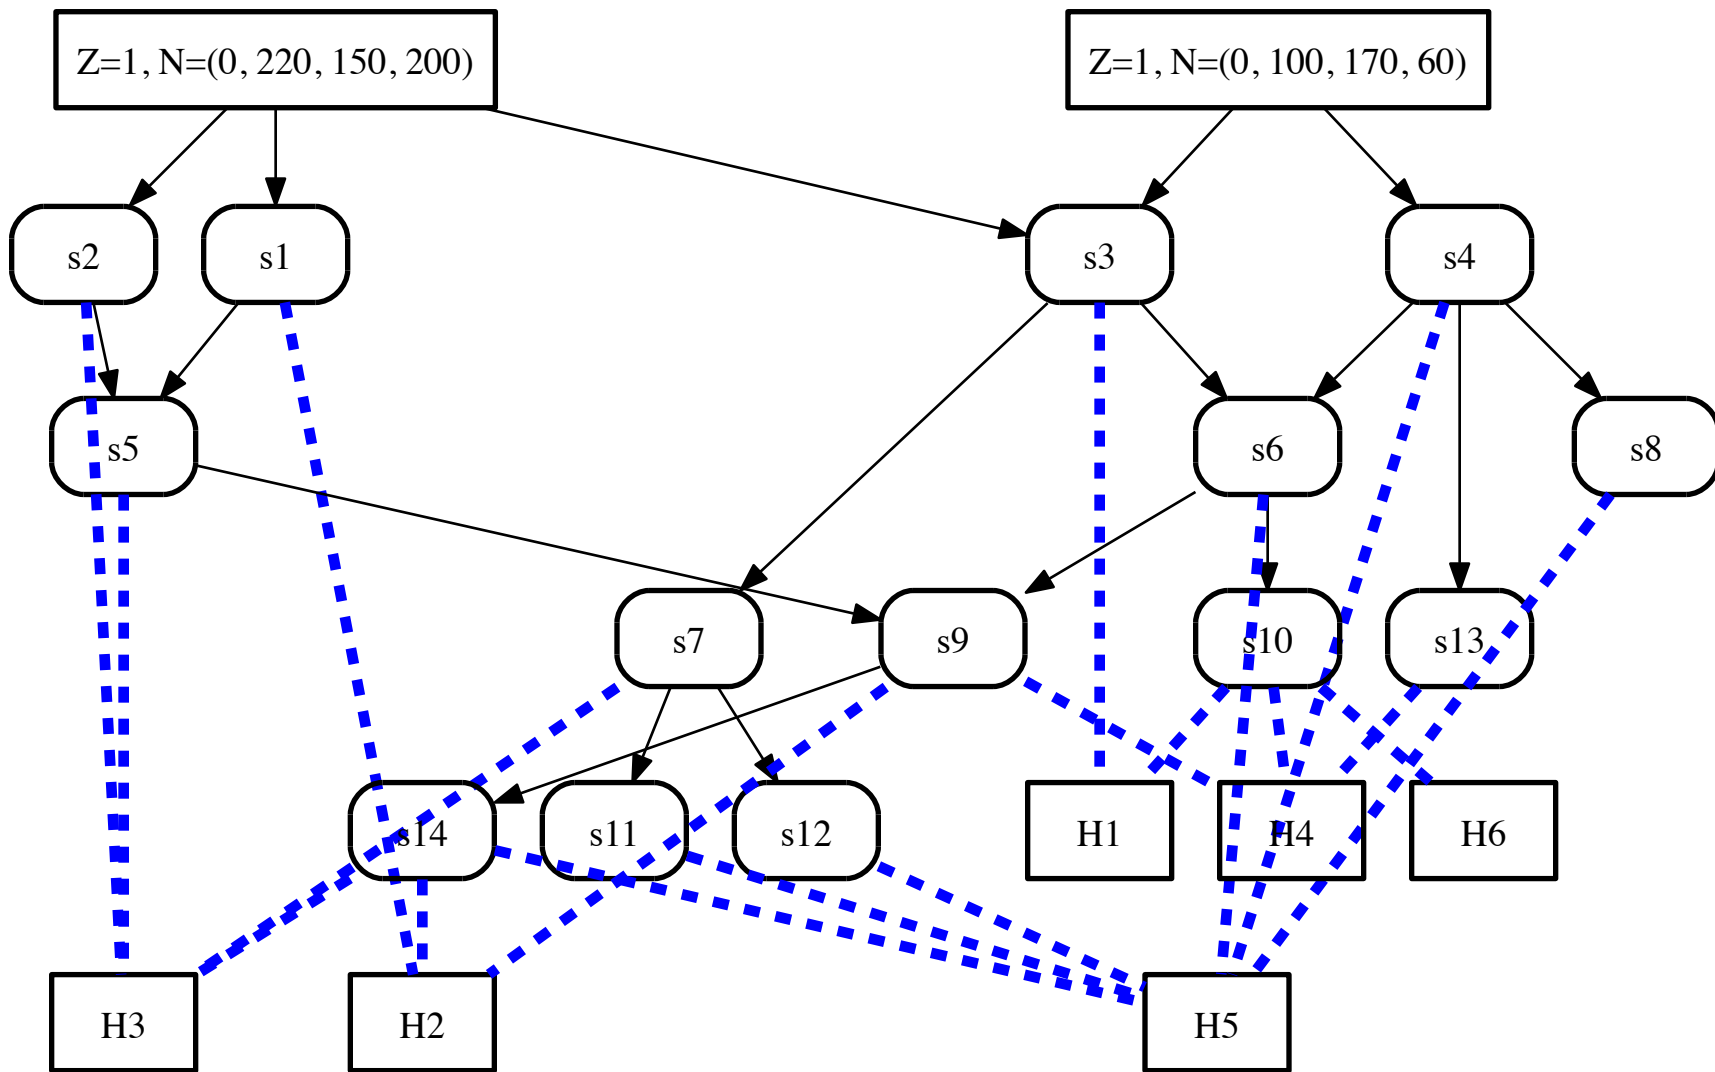 Z=1, N=(0, 220, 150, 200)
Z=1, N=(0, 100, 170, 60)
s2
s1
s3
s4
s5
s6
s8
s7
s9
s10
s13
s14
s11
s12
H1
H4
H6
H3
H2
H5